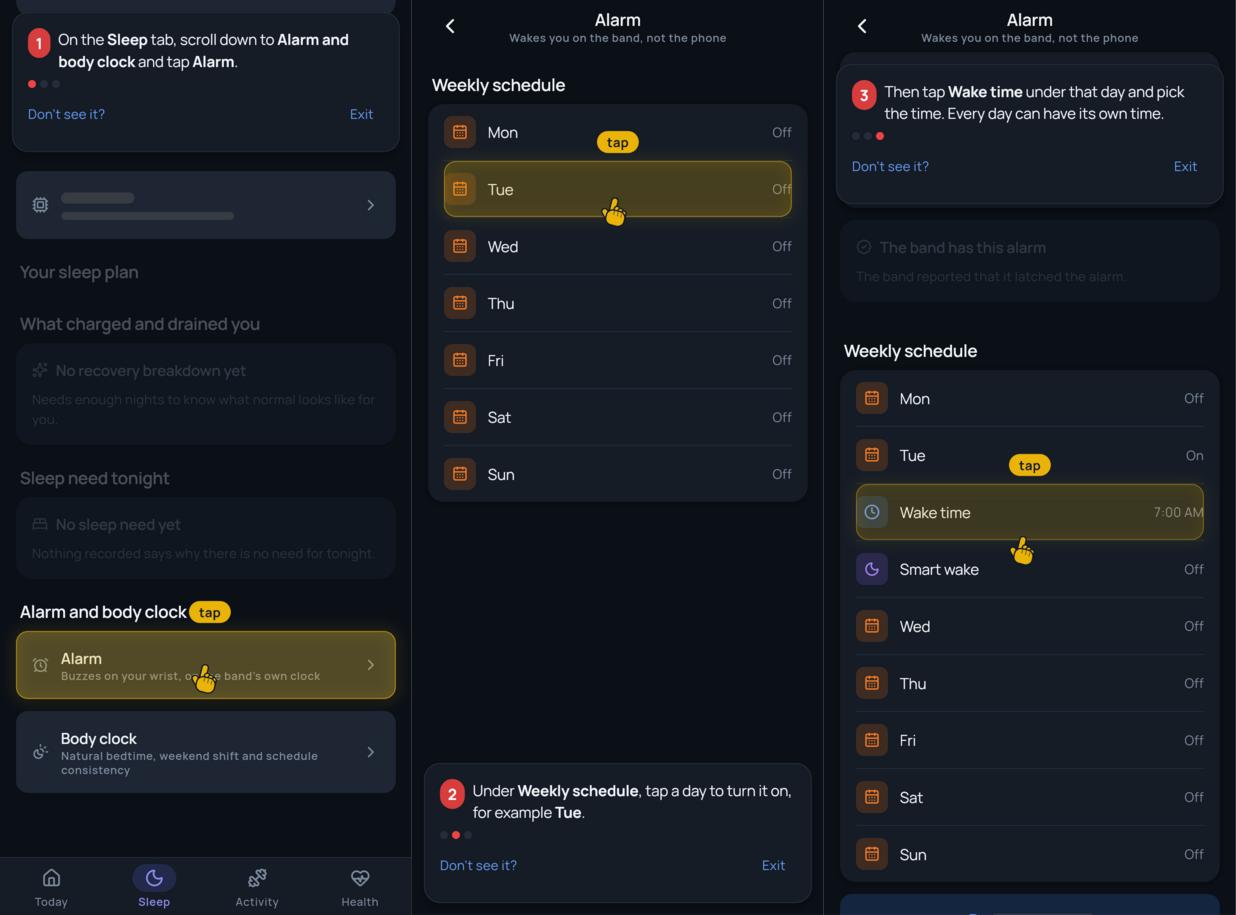 1
On the Sleep tab, scroll down to Alarm and
body clock and tap Alarm.
Don't see it?
Exit
Your sleep plan
What charged and drained you
No recovery breakdown yet
Needs enough nights to know what normal looks like for
you.
Sleep need tonight
No sleep need yet
Nothing recorded says why there is no need for tonight.
Alarm and body clock
tap
Alarm
Buzzes on your wrist, on the band's own clock
Body clock
Natural bedtime, weekend shift and schedule
consistency
Today
Sleep
Activity
Health
Alarm
Wakes you on the band, not the phone
Weekly schedule
Mon
Off
tap
Tue
Off
Wed
Off
Thu
Off
Fri
Off
Sat
Off
Sun
Off
2
Under Weekly schedule, tap a day to turn it on,
for example Tue.
Don't see it?
Exit
Alarm
Wakes you on the band, not the phone
3
Then tap Wake time under that day and pick
the time. Every day can have its own time.
Don't see it?
Exit
The band has this alarm
The band reported that it latched the alarm.
Weekly schedule
Mon
Off
Tue
On
tap
Wake time
7:00 AM
Smart wake
Off
Wed
Off
Thu
Off
Fri
Off
Sat
Off
Sun
Off